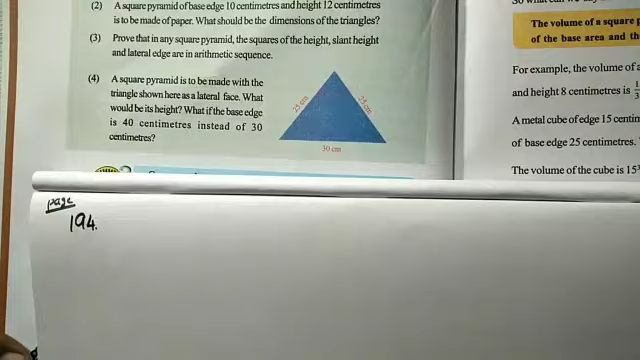 (2) A square pyramid of base edge 10 centimetres and height 12 centimetres
is to be made of paper. What should be the dimensions of the triangles?
(3) Prove that in any square pyramid, the squares of the height, slant height
and lateral edge are in arithmetic sequence.
(4) A square pyramid is to be made with the
triangle shown here as a lateral face. What
would be its height? What if the base edge
is 40 centimetres instead of 30
centimetres?
25 cm
25 cm
30 cm
The volume of a square
of the base area and th
For example, the volume of a
and height 8 centimetres is 1/3
A metal cube of edge 15 centim
of base edge 25 centimetres.
The volume of the cube is 15³
page
194.